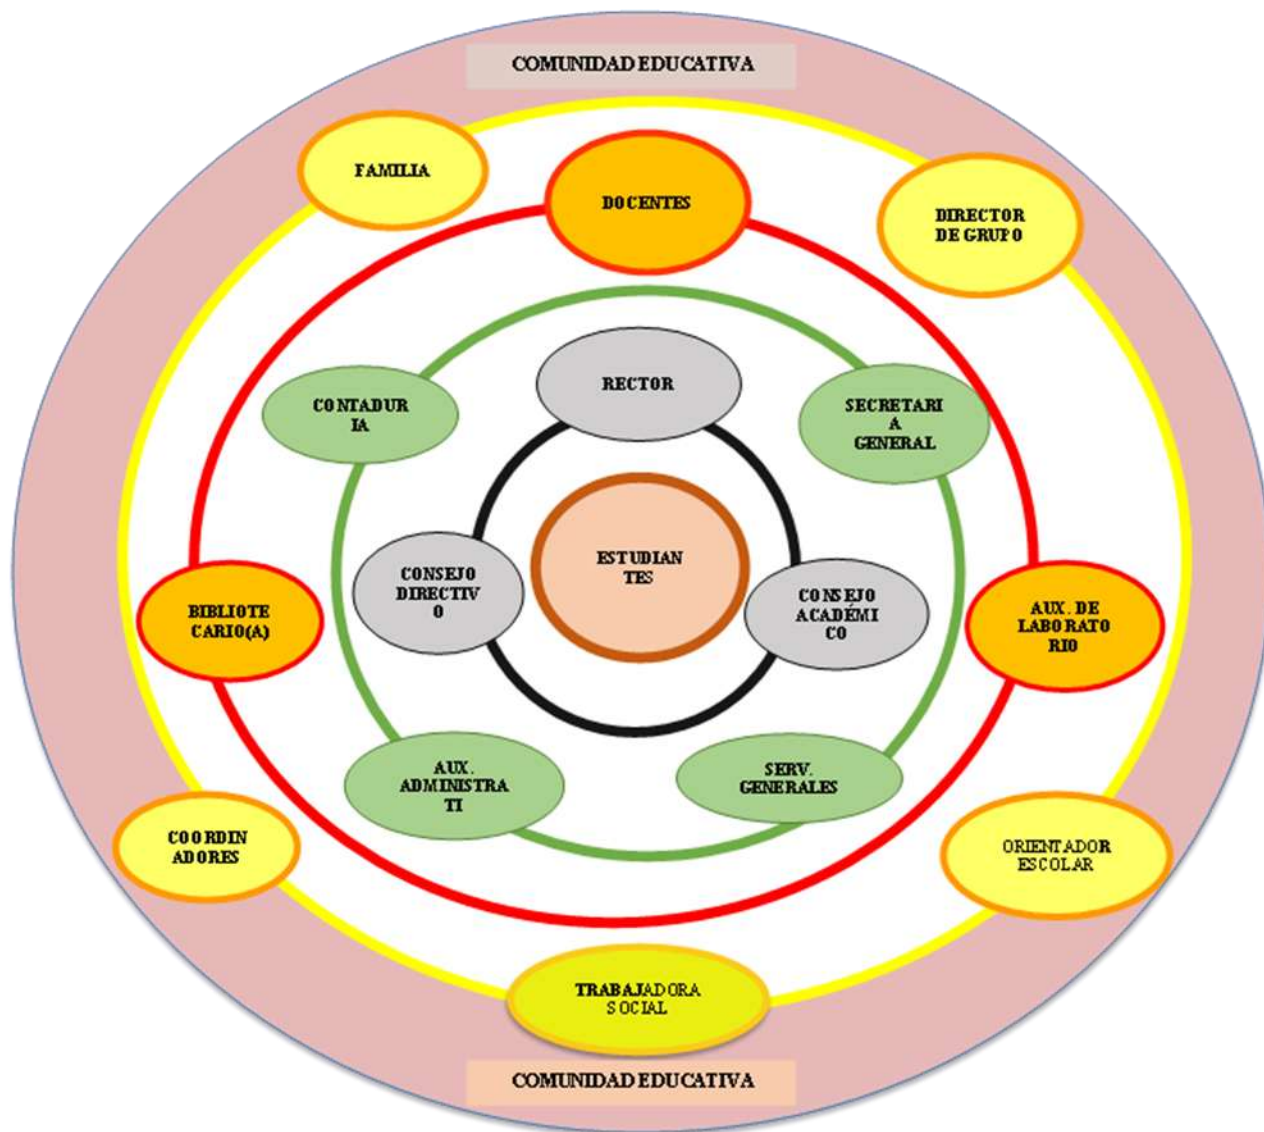 COMUNIDAD EDUCATIVA
FAMILIA
DOCENTES
DIRECTOR
DE GRUPO
RECTOR
CONTADUR
IA
SECRETARI
A
GENERAL
ESTUDIAN
TES
CONSEJO
DIRECTIV
O
CONSEJO
ACADÉMI
CO
BIBLIOTE
CARIO(A)
AUX. DE
LABORATO
RIO
AUX.
ADMINISTRA
TI
SERV.
GENERALES
COORDIN
ADORES
ORIENTADOR
ESCOLAR
TRABAJADORA
SOCIAL
COMUNIDAD EDUCATIVA